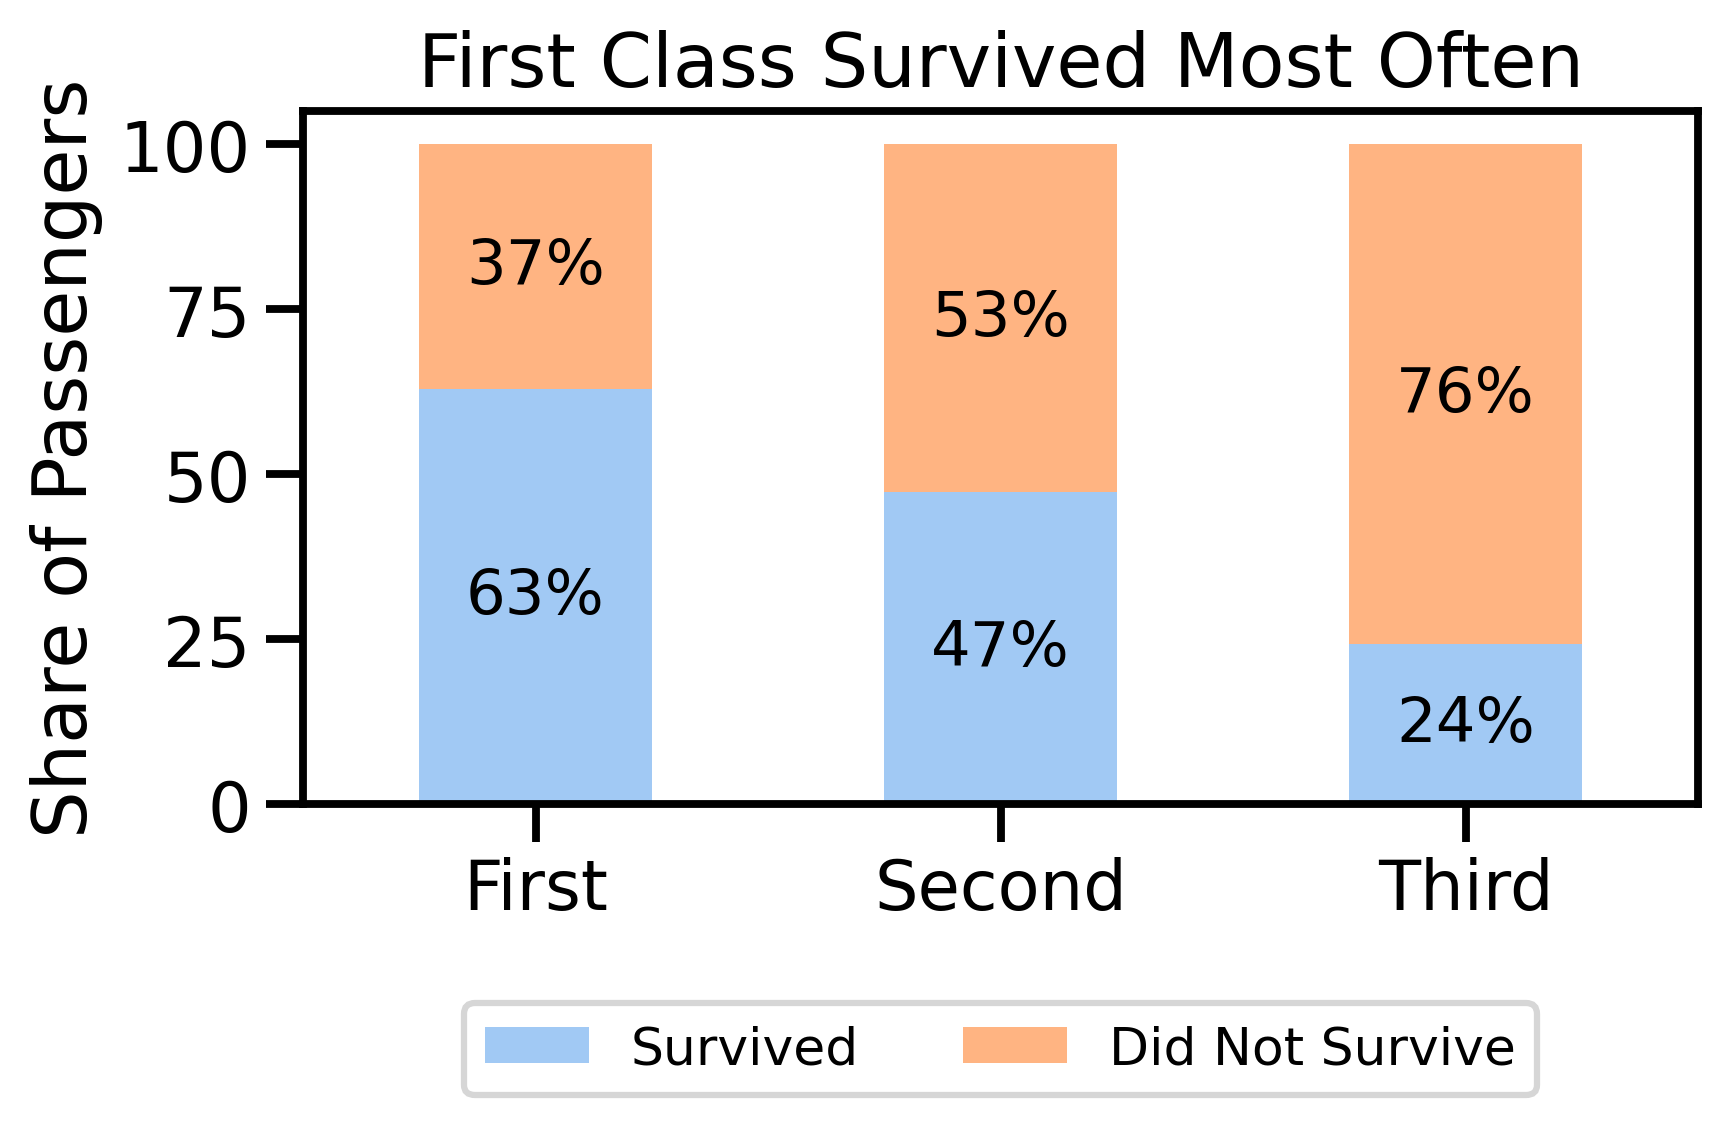 First Class Survived Most Often
Share of Passengers
100
75
50
25
0
37%
53%
76%
63%
47%
24%
First
Second
Third
Survived
Did Not Survive